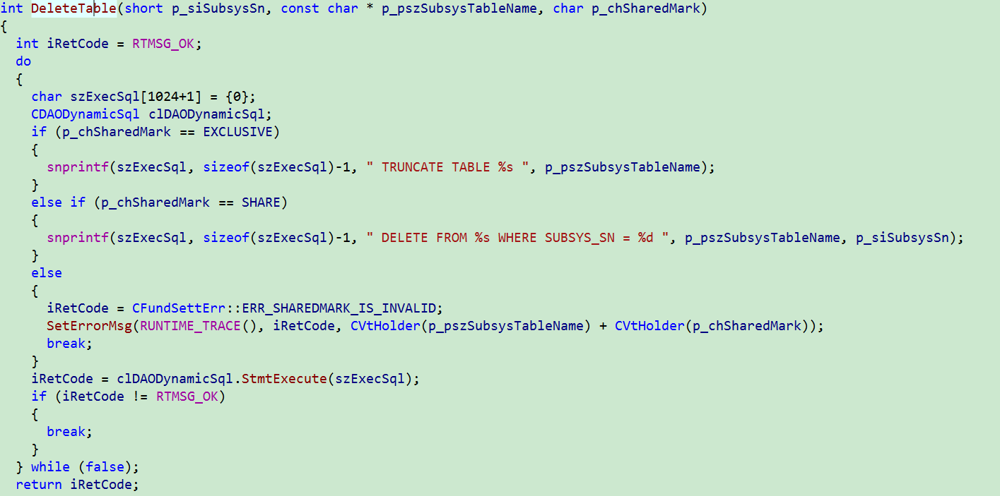 int DeleteTable(short p_siSubsysSn, const char * p_pszSubsysTableName, char p_chSharedMark)
{
  int iRetCode = RTMSG_OK;
  do
  {
    char szExecSql[1024+1] = {0};
    CDAODynamicSql clDAODynamicSql;
    if (p_chSharedMark == EXCLUSIVE)
    {
      snprintf(szExecSql, sizeof(szExecSql)-1, " TRUNCATE TABLE %s ", p_pszSubsysTableName);
    }
    else if (p_chSharedMark == SHARE)
    {
      snprintf(szExecSql, sizeof(szExecSql)-1, " DELETE FROM %s WHERE SUBSYS_SN = %d ", p_pszSubsysTableName, p_siSubsysSn);
    }
    else
    {
      iRetCode = CFundSettErr::ERR_SHAREDMARK_IS_INVALID;
      SetErrorMsg(RUNTIME_TRACE(), iRetCode, CVtHolder(p_pszSubsysTableName) + CVtHolder(p_chSharedMark));
      break;
    }
    iRetCode = clDAODynamicSql.StmtExecute(szExecSql);
    if (iRetCode != RTMSG_OK)
    {
      break;
    }
  } while (false);
  return iRetCode;